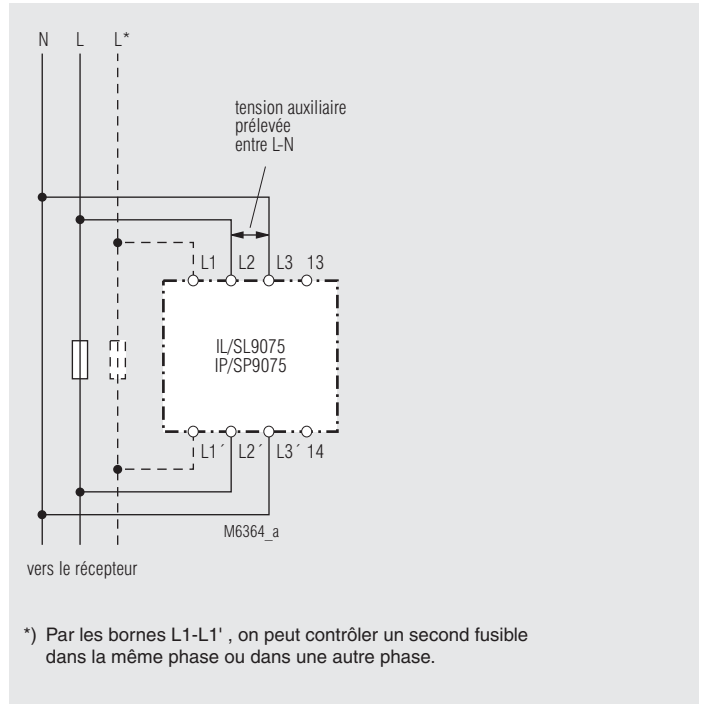 N L L*
tension auxiliaire
prélevée
entre L-N
L1 L2 L3 13
IL/SL9075
IP/SP9075
L1´ L2´ L3´ 14
M6364_a
vers le récepteur
*) Par les bornes L1-L1' , on peut contrôler un second fusible
dans la même phase ou dans une autre phase.